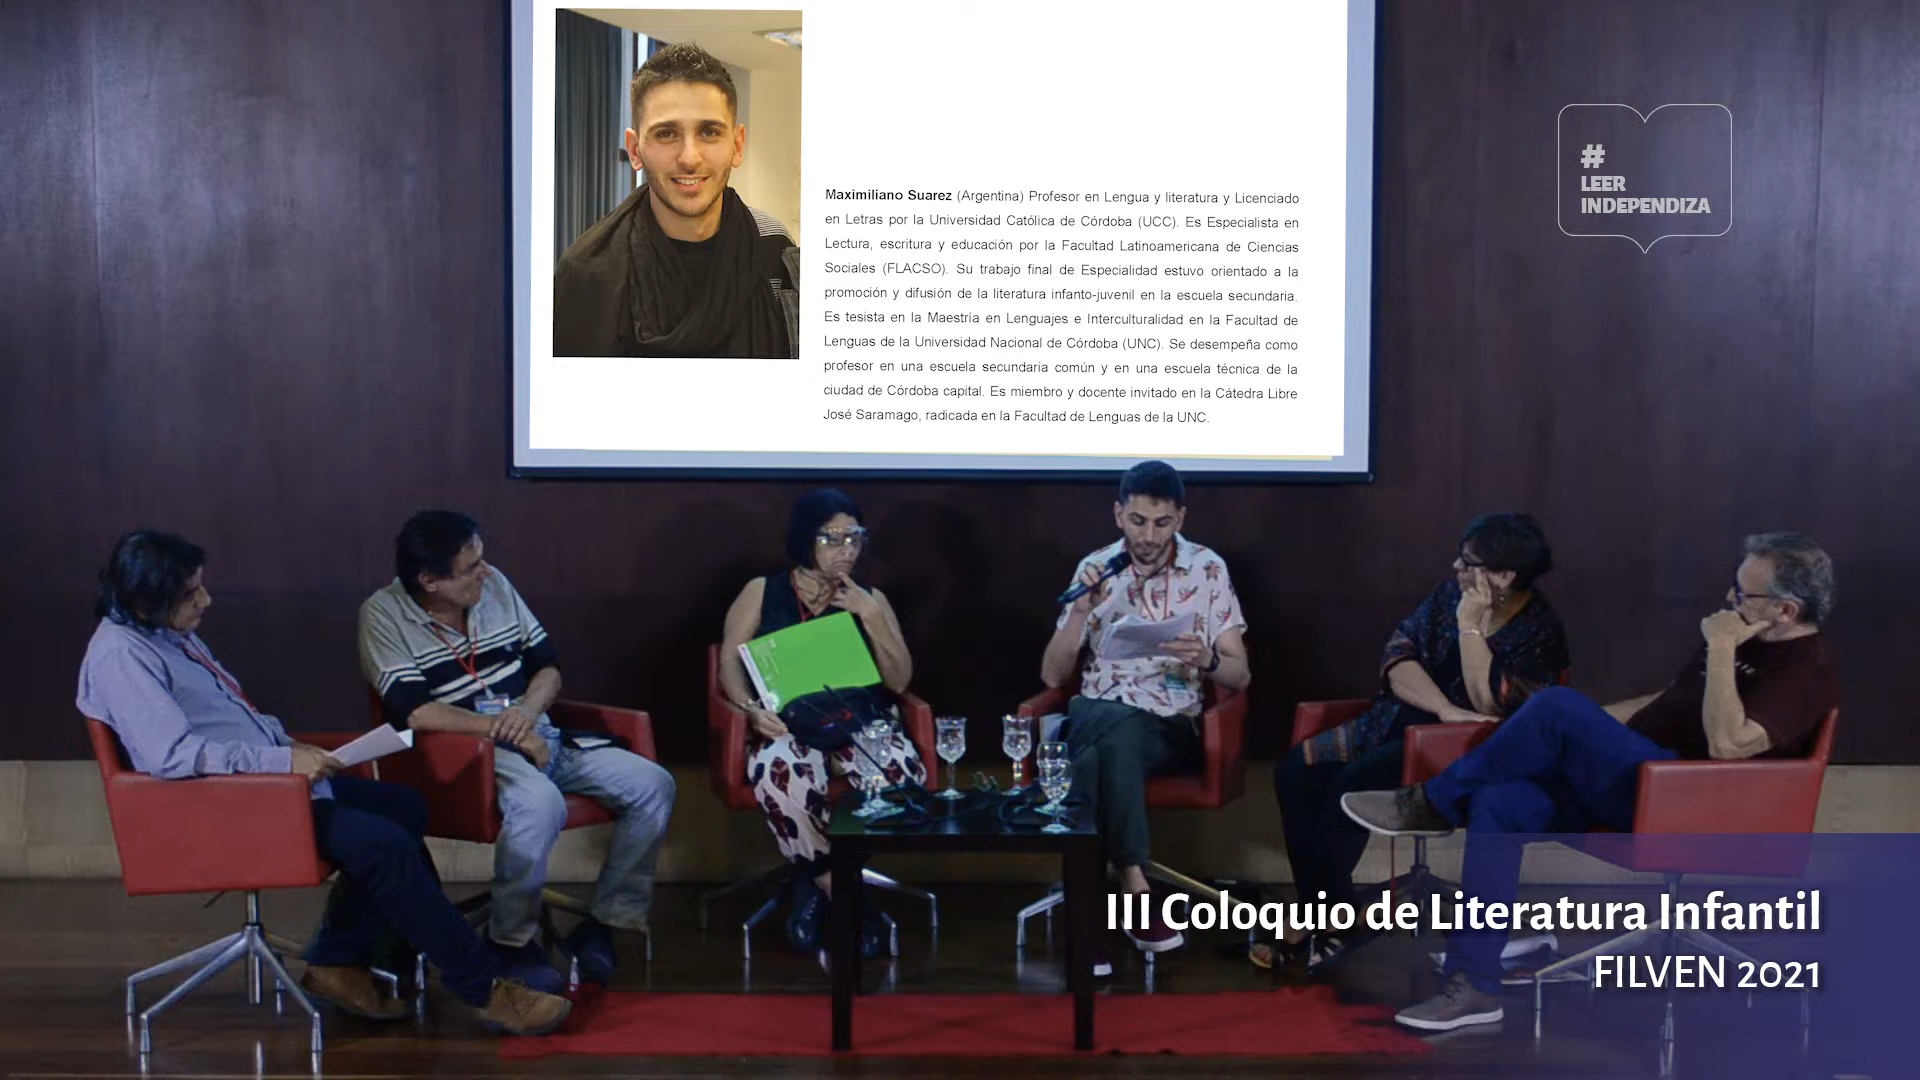 Maximiliano Suarez (Argentina) Profesor en Lengua y literatura y Licenciado
en Letras por la Universidad Católica de Córdoba (UCC). Es Especialista en
Lectura, escritura y educación por la Facultad Latinoamericana de Ciencias
Sociales (FLACSO). Su trabajo final de Especialidad estuvo orientado a la
promoción y difusión de la literatura infanto-juvenil en la escuela secundaria.
Es tesista en la Maestría en Lenguajes e Interculturalidad en la Facultad de
Lenguas de la Universidad Nacional de Córdoba (UNC). Se desempeña como
profesor en una escuela secundaria común y en una escuela técnica de la
ciudad de Córdoba capital. Es miembro y docente invitado en la Cátedra Libre
José Saramago, radicada en la Facultad de Lenguas de la UNC.
#
LEER
INDEPENDIZA
III Coloquio de Literatura Infantil
FILVEN 2021